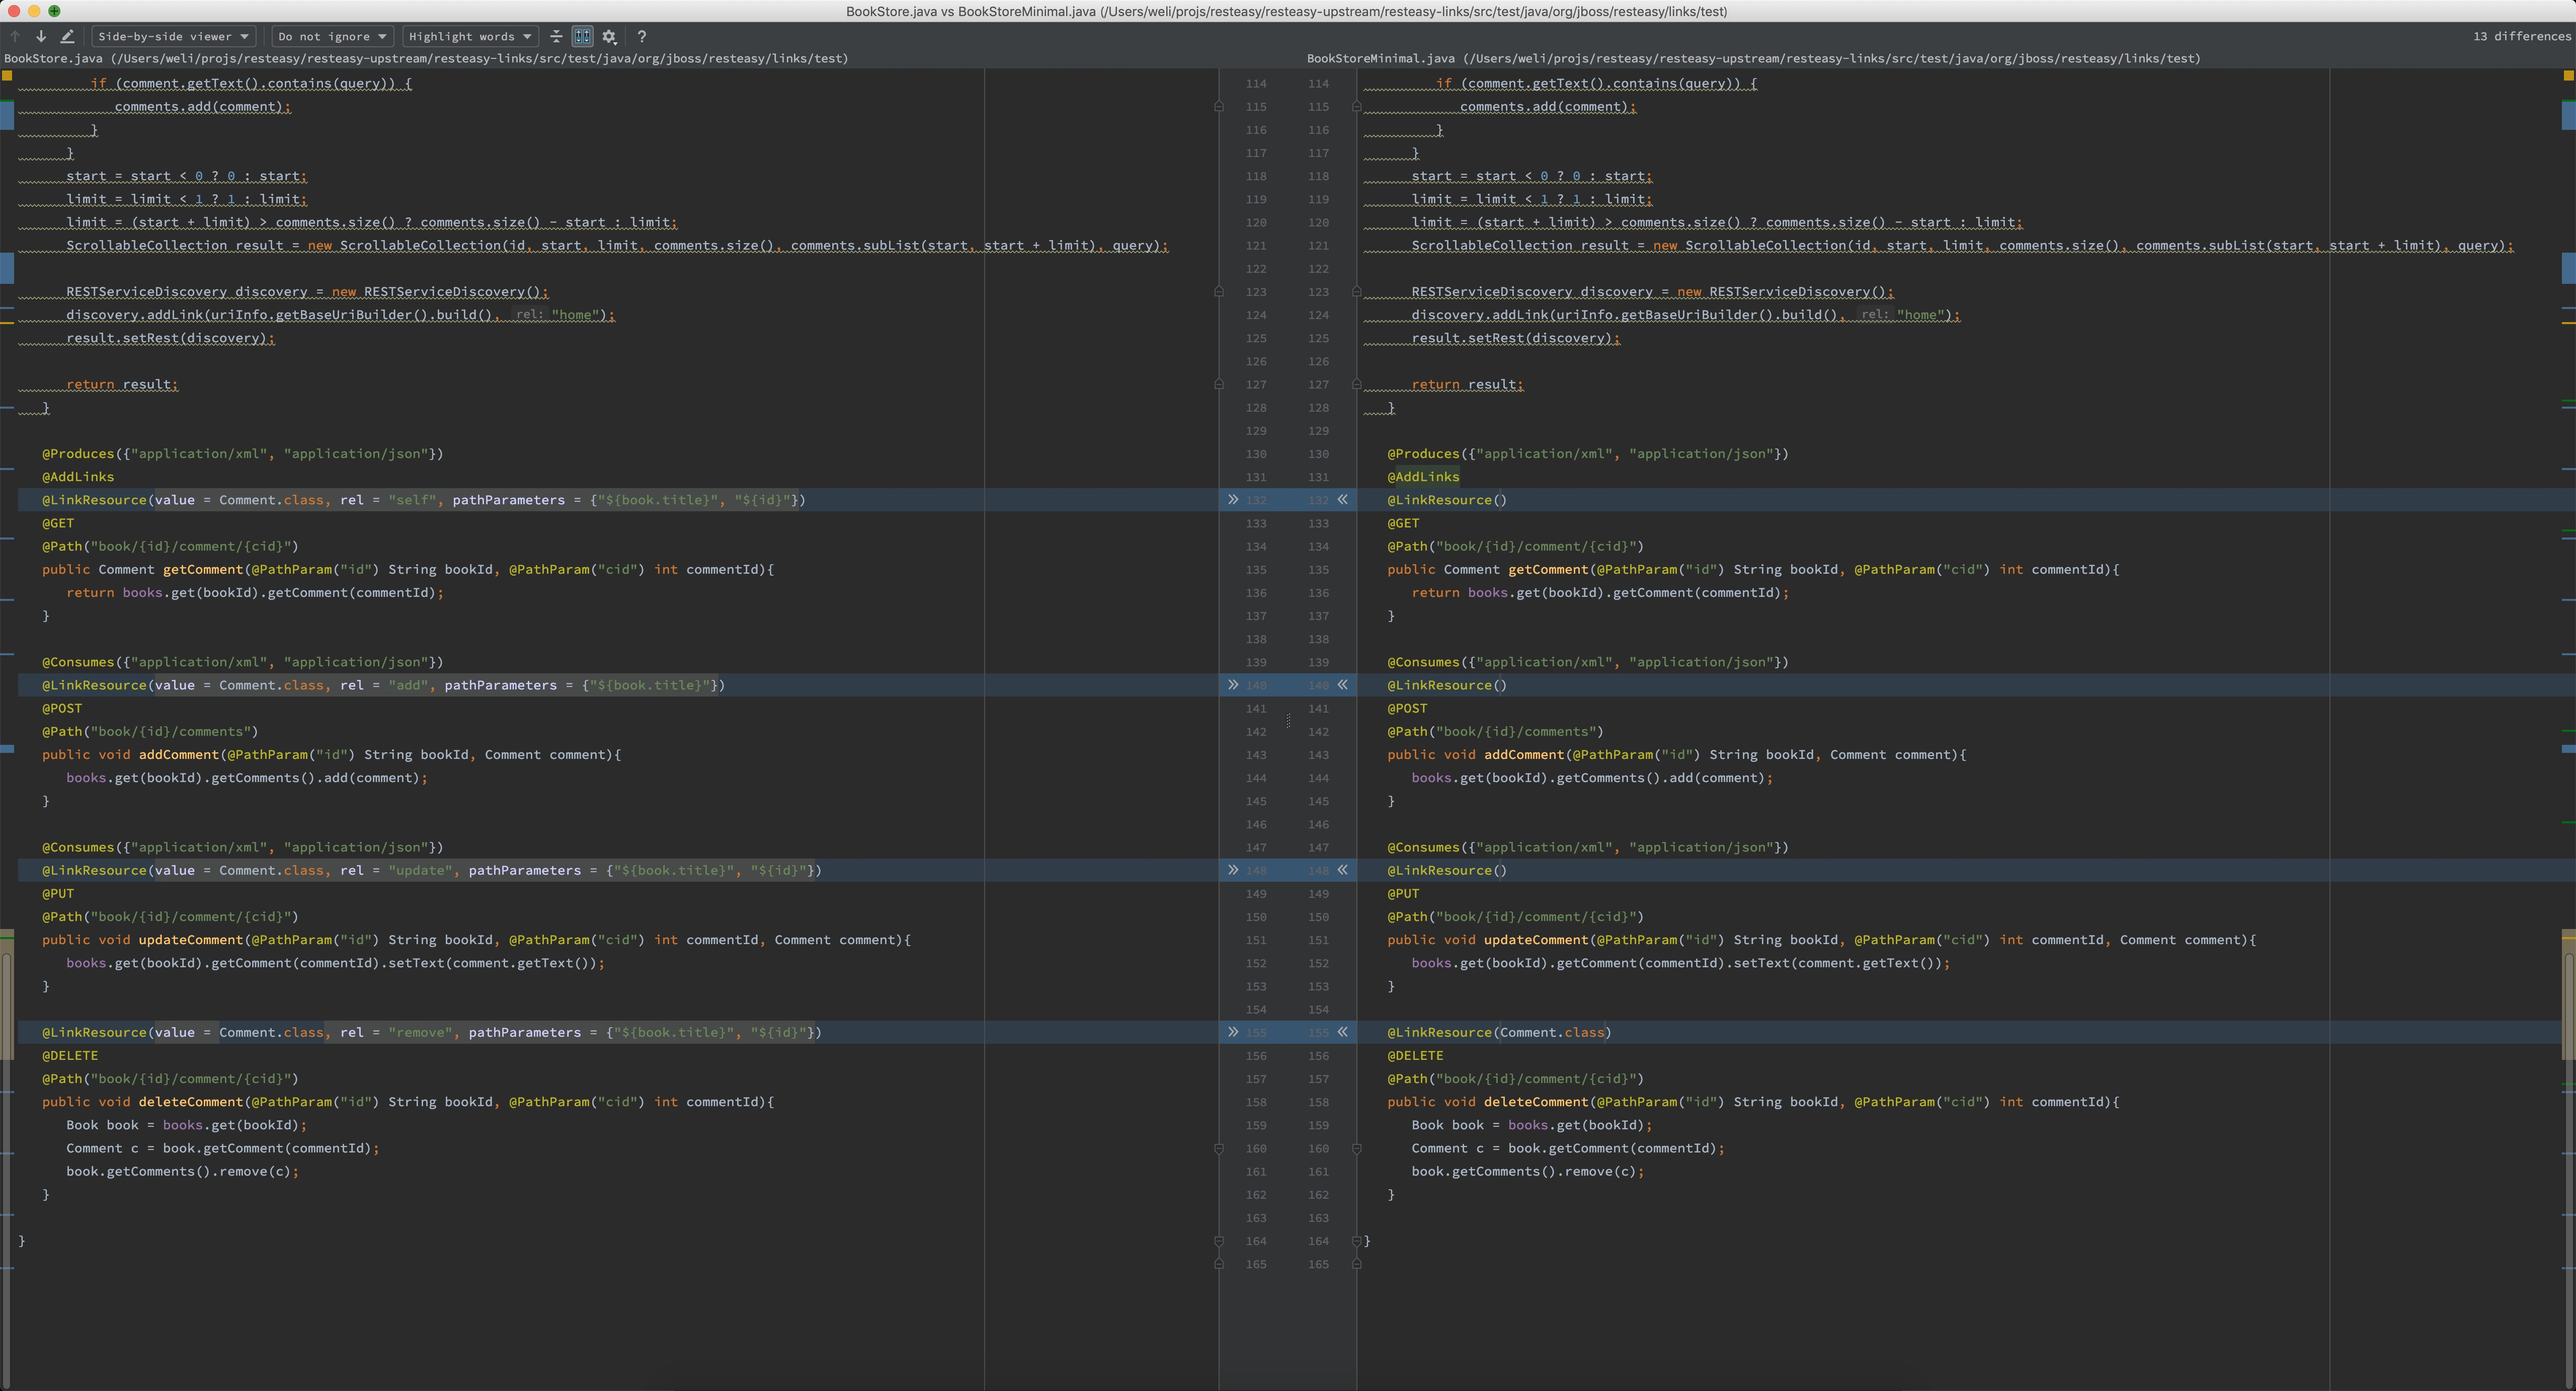 BookStore.java vs BookStoreMinimal.java (/Users/weli/projs/resteasy/resteasy-upstream/resteasy-links/src/test/java/org/jboss/resteasy/links/test)
Side-by-side viewer Do not ignore Highlight words ? 13 differences
BookStore.java (/Users/weli/projs/resteasy/resteasy-upstream/resteasy-links/src/test/java/org/jboss/resteasy/links/test)
if (comment.getText().contains(query)) {
comments.add(comment);
}
}
start = start < 0 ? 0 : start;
limit = limit < 1 ? 1 : limit;
limit = (start + limit) > comments.size() ? comments.size() - start : limit;
ScrollableCollection result = new ScrollableCollection(id, start, limit, comments.size(), comments.subList(start, start + limit), query);
RESTServiceDiscovery discovery = new RESTServiceDiscovery();
discovery.addLink(uriInfo.getBaseUriBuilder().build(), rel: "home");
result.setRest(discovery);
return result;
}
@Produces({"application/xml", "application/json"})
@AddLinks
@LinkResource(value = Comment.class, rel = "self", pathParameters = {"${book.title}", "${id}"})
@GET
@Path("book/{id}/comment/{cid}")
public Comment getComment(@PathParam("id") String bookId, @PathParam("cid") int commentId){
return books.get(bookId).getComment(commentId);
}
@Consumes({"application/xml", "application/json"})
@LinkResource(value = Comment.class, rel = "add", pathParameters = {"${book.title}"})
@POST
@Path("book/{id}/comments")
public void addComment(@PathParam("id") String bookId, Comment comment){
books.get(bookId).getComments().add(comment);
}
@Consumes({"application/xml", "application/json"})
@LinkResource(value = Comment.class, rel = "update", pathParameters = {"${book.title}", "${id}"})
@PUT
@Path("book/{id}/comment/{cid}")
public void updateComment(@PathParam("id") String bookId, @PathParam("cid") int commentId, Comment comment){
books.get(bookId).getComment(commentId).setText(comment.getText());
}
@LinkResource(value = Comment.class, rel = "remove", pathParameters = {"${book.title}", "${id}"})
@DELETE
@Path("book/{id}/comment/{cid}")
public void deleteComment(@PathParam("id") String bookId, @PathParam("cid") int commentId){
Book book = books.get(bookId);
Comment c = book.getComment(commentId);
book.getComments().remove(c);
}
}
114 114
115 115
116 116
117 117
118 118
119 119
120 120
121 121
122 122
123 123
124 124
125 125
126 126
127 127
128 128
129 129
130 130
131 131
132 132
133 133
134 134
135 135
136 136
137 137
138 138
139 139
140 140
141 141
142 142
143 143
144 144
145 145
146 146
147 147
148 148
149 149
150 150
151 151
152 152
153 153
154 154
155 155
156 156
157 157
158 158
159 159
160 160
161 161
162 162
163 163
164 164
165 165
BookStoreMinimal.java (/Users/weli/projs/resteasy/resteasy-upstream/resteasy-links/src/test/java/org/jboss/resteasy/links/test)
if (comment.getText().contains(query)) {
comments.add(comment);
}
}
start = start < 0 ? 0 : start;
limit = limit < 1 ? 1 : limit;
limit = (start + limit) > comments.size() ? comments.size() - start : limit;
ScrollableCollection result = new ScrollableCollection(id, start, limit, comments.size(), comments.subList(start, start + limit), query);
RESTServiceDiscovery discovery = new RESTServiceDiscovery();
discovery.addLink(uriInfo.getBaseUriBuilder().build(), rel: "home");
result.setRest(discovery);
return result;
}
@Produces({"application/xml", "application/json"})
@AddLinks
@LinkResource()
@GET
@Path("book/{id}/comment/{cid}")
public Comment getComment(@PathParam("id") String bookId, @PathParam("cid") int commentId){
return books.get(bookId).getComment(commentId);
}
@Consumes({"application/xml", "application/json"})
@LinkResource()
@POST
@Path("book/{id}/comments")
public void addComment(@PathParam("id") String bookId, Comment comment){
books.get(bookId).getComments().add(comment);
}
@Consumes({"application/xml", "application/json"})
@LinkResource()
@PUT
@Path("book/{id}/comment/{cid}")
public void updateComment(@PathParam("id") String bookId, @PathParam("cid") int commentId, Comment comment){
books.get(bookId).getComment(commentId).setText(comment.getText());
}
@LinkResource(Comment.class)
@DELETE
@Path("book/{id}/comment/{cid}")
public void deleteComment(@PathParam("id") String bookId, @PathParam("cid") int commentId){
Book book = books.get(bookId);
Comment c = book.getComment(commentId);
book.getComments().remove(c);
}
}